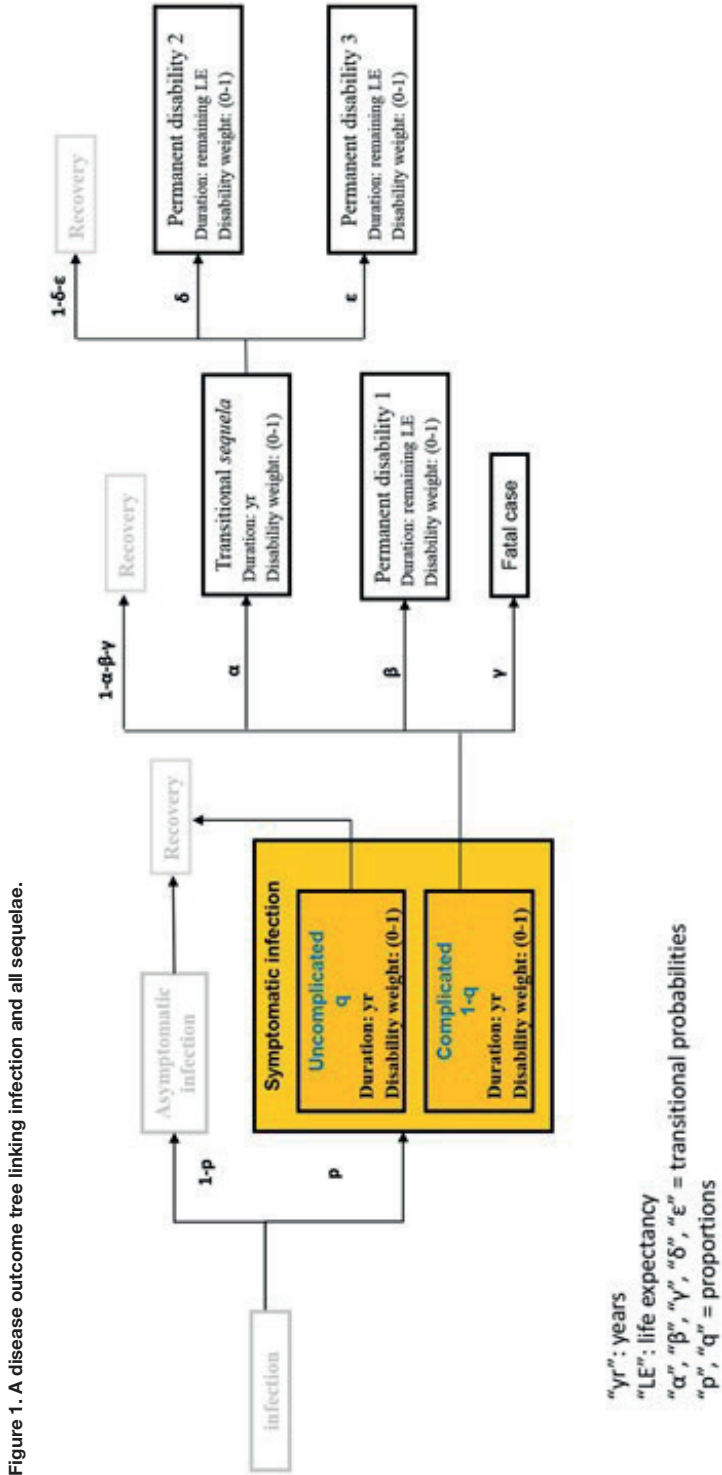 Figure 1. A disease outcome tree linking infection and all sequelae.
infection
1-p
p
Asymptomatic
infection
Recovery
Symptomatic infection
Uncomplicated
q
Duration: yr
Disability weight: (0-1)
Complicated
1-q
Duration: yr
Disability weight: (0-1)
1-α-β-γ
Recovery
α
Transitional sequela
Duration: yr
Disability weight: (0-1)
β
Permanent disability 1
Duration: remaining LE
Disability weight: (0-1)
γ
Fatal case
1-δ-ε
Recovery
δ
Permanent disability 2
Duration: remaining LE
Disability weight: (0-1)
ε
Permanent disability 3
Duration: remaining LE
Disability weight: (0-1)
“yr”: years
“LE”: life expectancy
“α”, “β”, “γ”, “δ”, “ε” = transitional probabilities
“p”, “q” = proportions